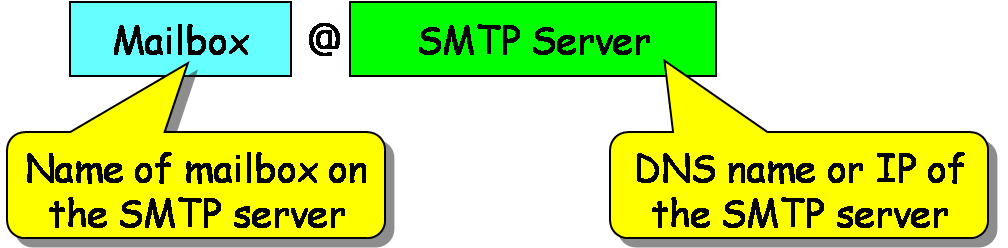 Mailbox @ SMTP Server
Name of mailbox on
the SMTP server
DNS name or IP of
the SMTP server